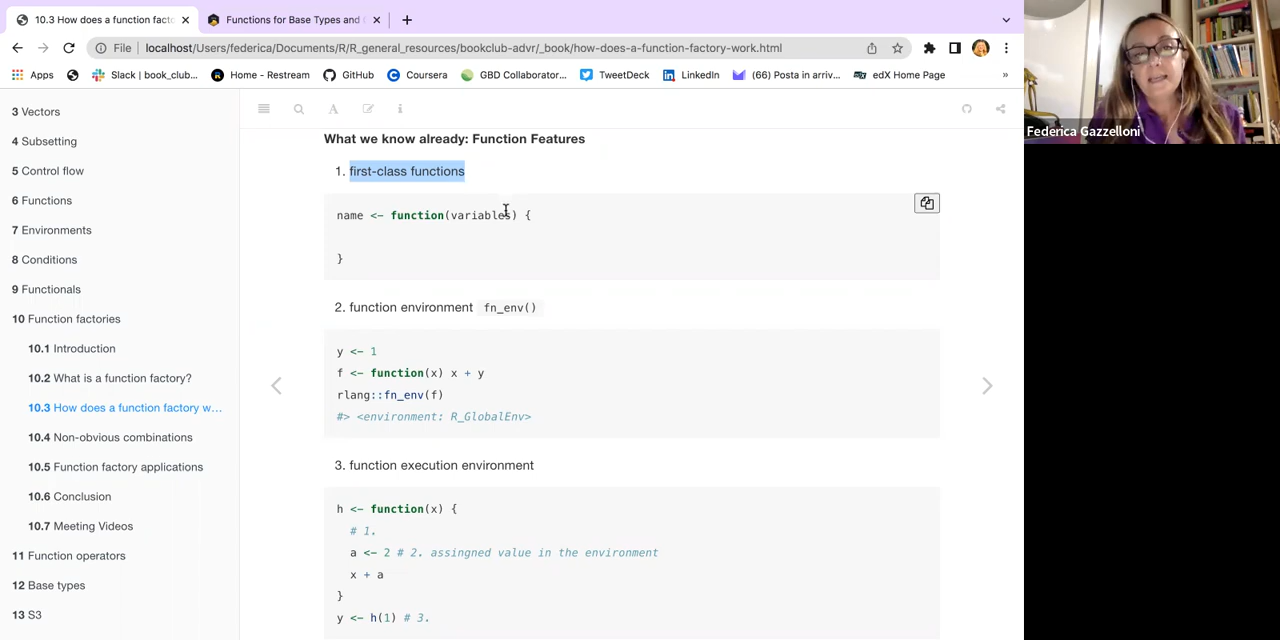 10.3 How does a function facto
Functions for Base Types and
File
localhost/Users/federica/Documents/R/R_general_resources/bookclub-advr/_book/how-does-a-function-factory-work.html
Apps
Slack | book_club...
Home - Restream
GitHub
Coursera
GBD Collaborator...
TweetDeck
LinkedIn
(66) Posta in arriv...
edX Home Page
»
3 Vectors
4 Subsetting
5 Control flow
6 Functions
7 Environments
8 Conditions
9 Functionals
10 Function factories
10.1 Introduction
10.2 What is a function factory?
10.3 How does a function factory w...
10.4 Non-obvious combinations
10.5 Function factory applications
10.6 Conclusion
10.7 Meeting Videos
11 Function operators
12 Base types
13 S3
What we know already: Function Features
1. first-class functions
name <- function(variables) {
}
2. function environment fn_env()
y <- 1
f <- function(x) x + y
rlang::fn_env(f)
#> <environment: R_GlobalEnv>
3. function execution environment
h <- function(x) {
# 1.
a <- 2 # 2. assingned value in the environment
x + a
}
y <- h(1) # 3.
Federica Gazzelloni